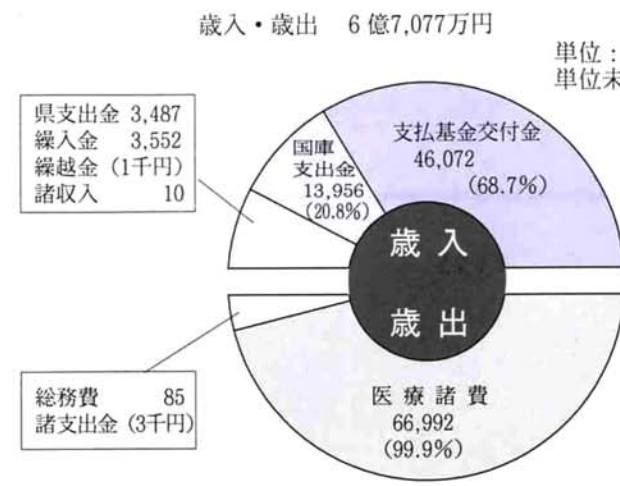 歳入・歳出　6億7,077万円
単位：
単位未
県支出金 3,487
繰入金 3,552
繰越金 (1千円)
諸収入 10
国庫
支出金
13,956
(20.8%)
支払基金交付金
46,072
(68.7%)
歳入
歳出
総務費 85
諸支出金 (3千円)
医療諸費
66,992
(99.9%)